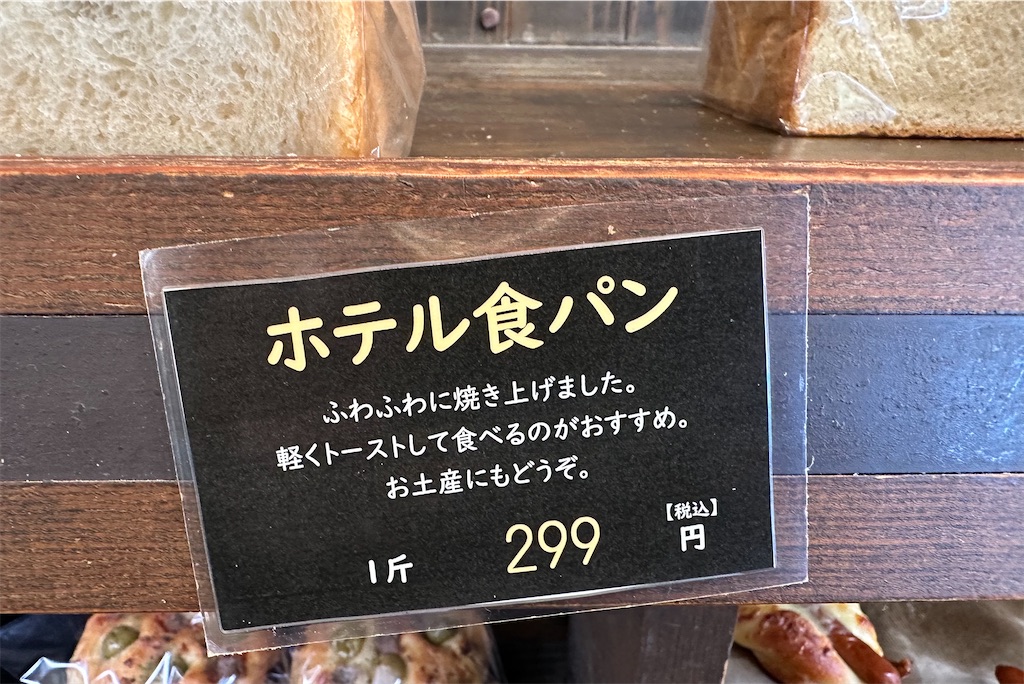 ホテル食パン
ふわふわに焼き上げました。
軽くトーストして食べるのがおすすめ。
お土産にもどうぞ。
1斤 299 【税込】円